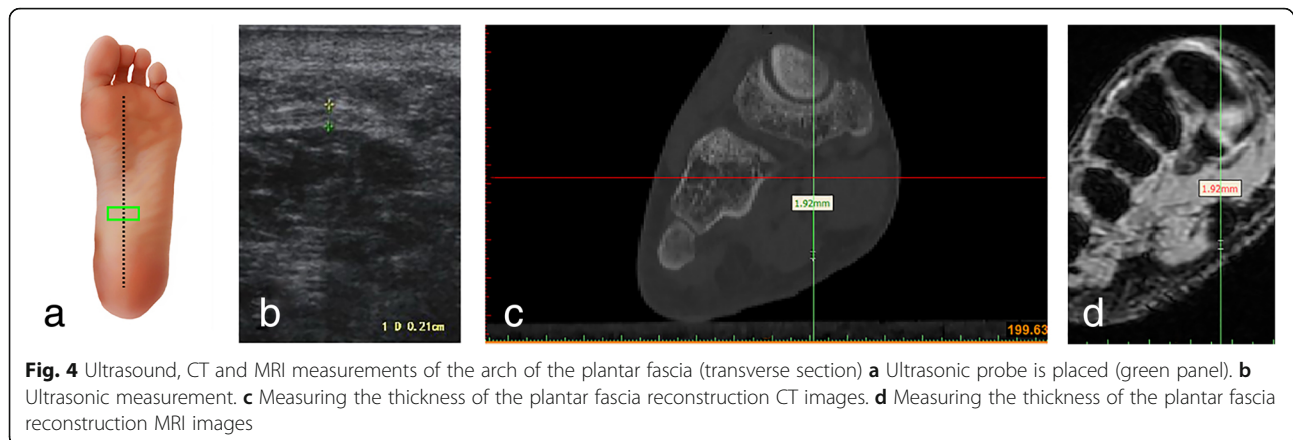 a
b
1 D 0.21cm
c
1.92mm
199.63
d
1.92mm
Fig. 4 Ultrasound, CT and MRI measurements of the arch of the plantar fascia (transverse section) a Ultrasonic probe is placed (green panel). b
Ultrasonic measurement. c Measuring the thickness of the plantar fascia reconstruction CT images. d Measuring the thickness of the plantar fascia
reconstruction MRI images